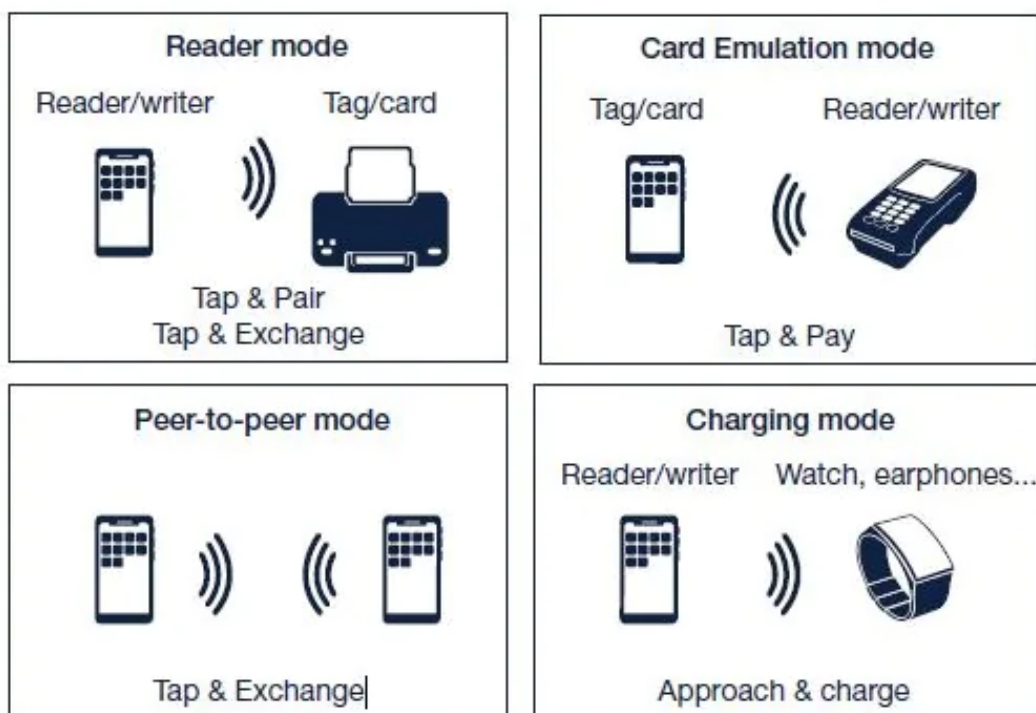 Reader mode
Reader/writer Tag/card
Tap & Pair
Tap & Exchange
Card Emulation mode
Tag/card Reader/writer
Tap & Pay
Peer-to-peer mode
Tap & Exchange
Charging mode
Reader/writer Watch, earphones...
Approach & charge